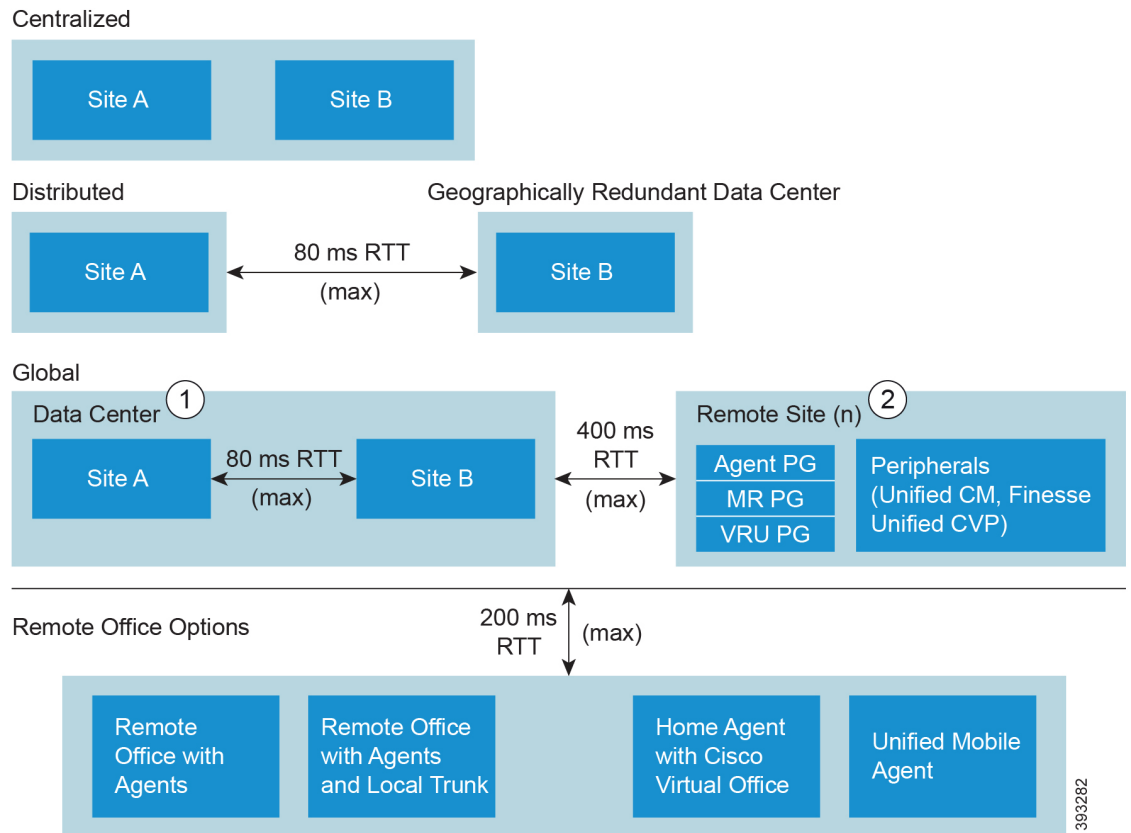 Centralized
Site A
Site B
Distributed
Geographically Redundant Data Center
Site A
80 ms RTT
(max)
Site B
Global
Data Center
1
Site A
80 ms RTT
(max)
Site B
400 ms
RTT
(max)
Remote Site (n)
2
Agent PG
MR PG
VRU PG
Peripherals
(Unified CM, Finesse
Unified CVP)
Remote Office Options
200 ms
RTT
(max)
Remote
Office with
Agents
Remote Office
with Agents
and Local Trunk
Home Agent
with Cisco
Virtual Office
Unified Mobile
Agent
393282